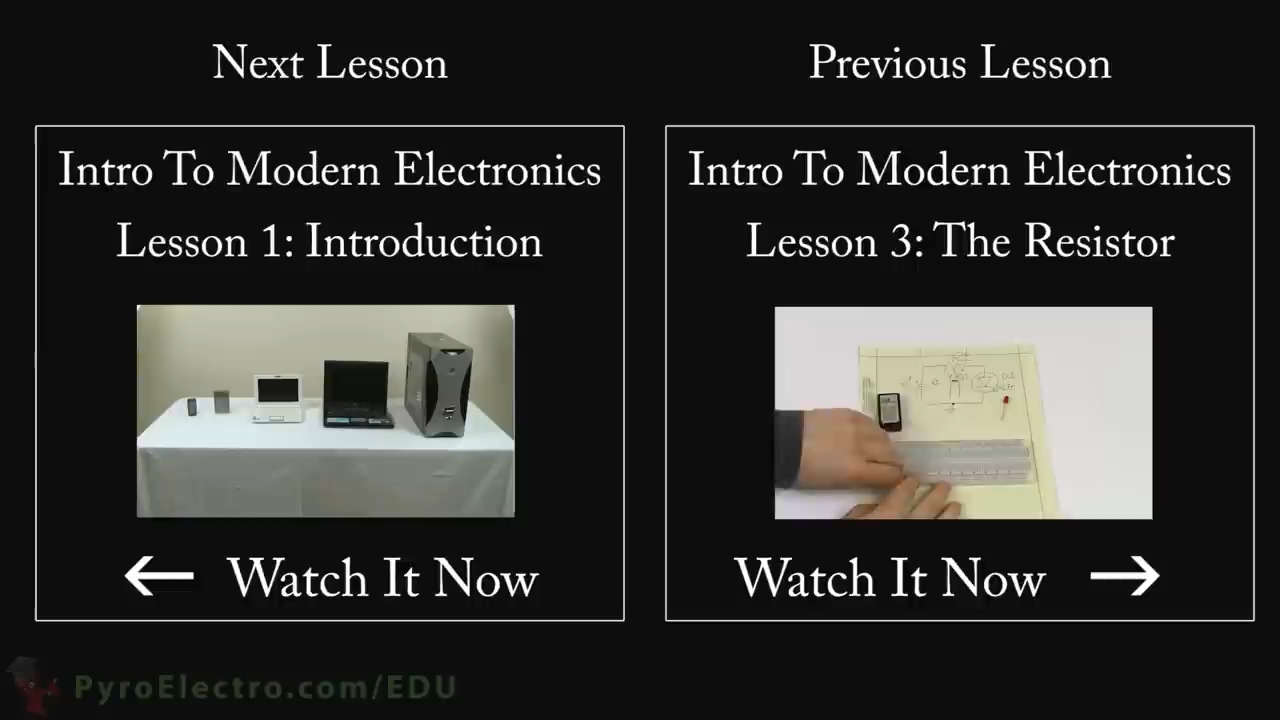 Next Lesson
Intro To Modern Electronics
Lesson 1: Introduction
← Watch It Now
Previous Lesson
Intro To Modern Electronics
Lesson 3: The Resistor
Watch It Now →
PyroElectro.com/EDU